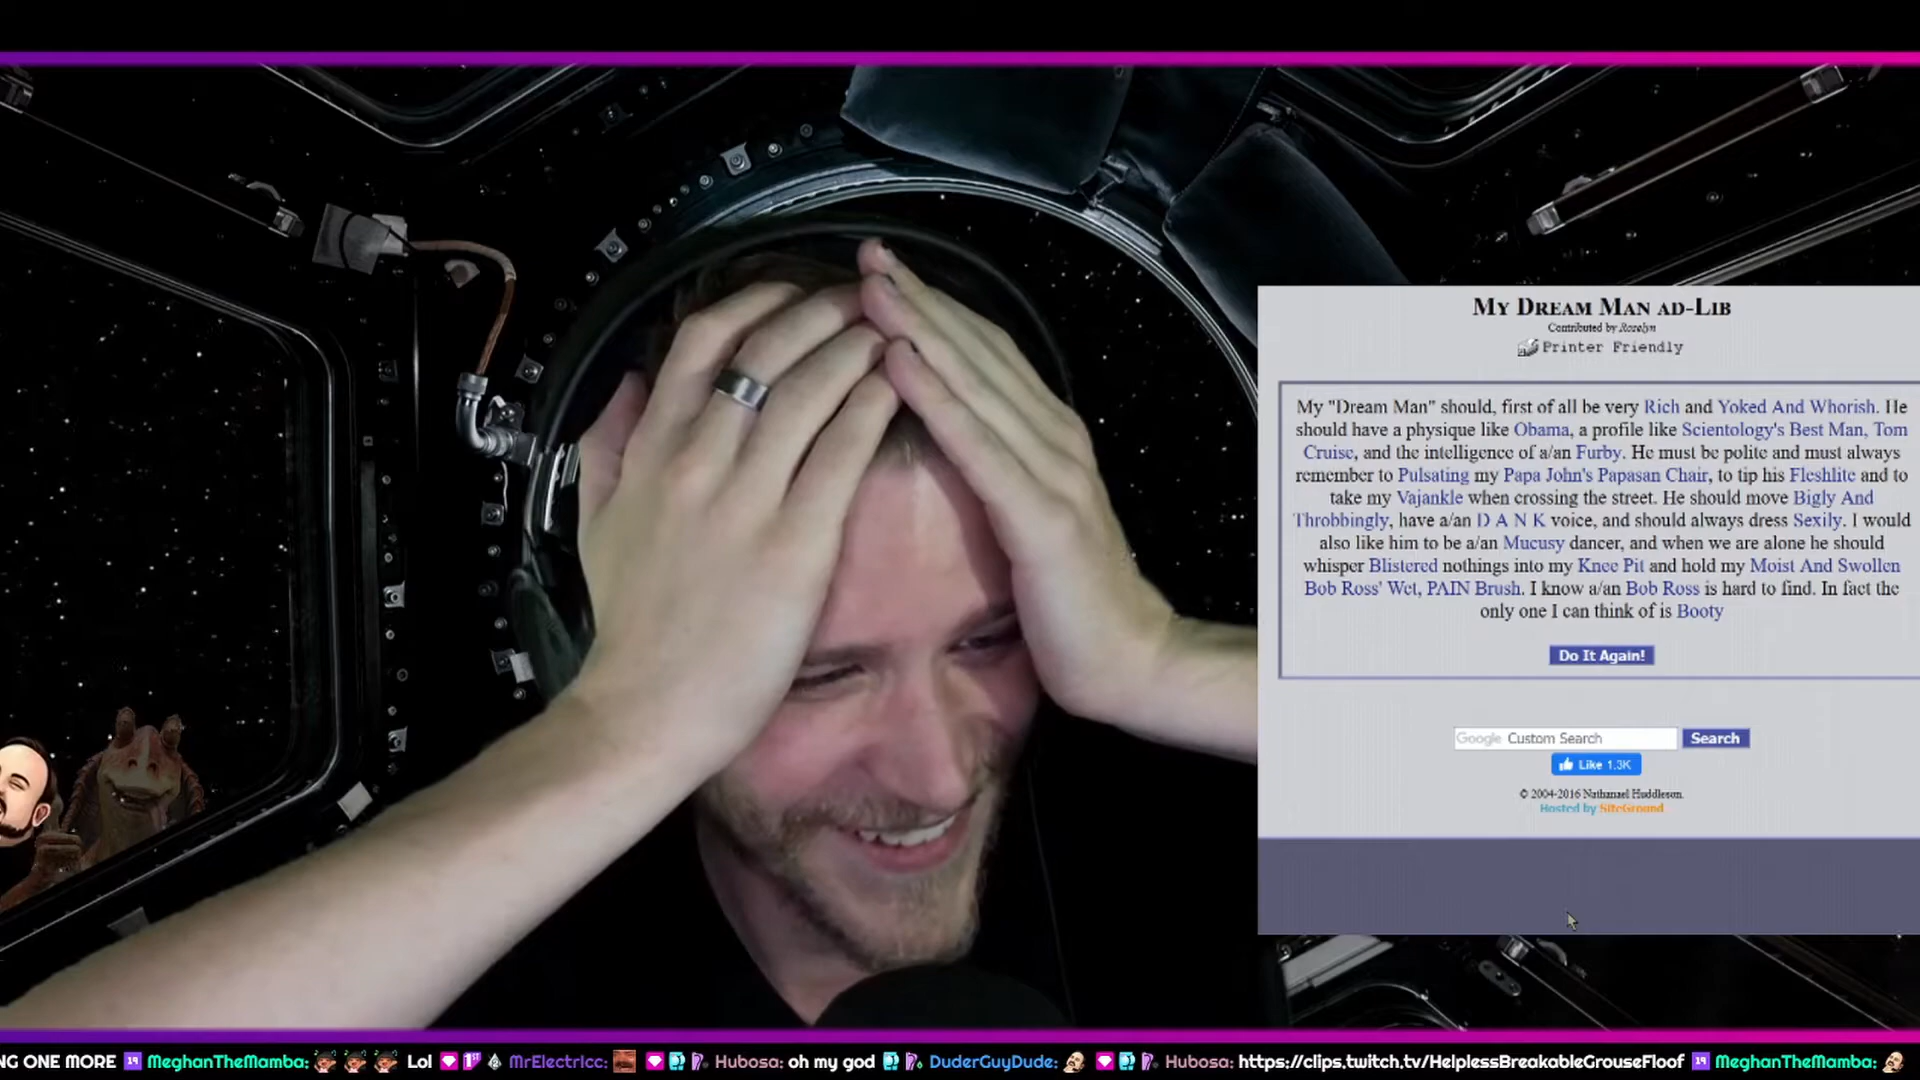 My Dream Man ad-Lib
Contributed by Roselyn
Printer Friendly
My "Dream Man" should, first of all be very Rich and Yoked And Whorish. He
should have a physique like Obama, a profile like Scientology's Best Man, Tom
Cruise, and the intelligence of a/an Furby. He must be polite and must always
remember to Pulsating my Papa John's Papasan Chair, to tip his Fleshlite and to
take my Vajankle when crossing the street. He should move Bigly And
Throbbingly, have a/an D A N K voice, and should always dress Sexily. I would
also like him to be a/an Mucusy dancer, and when we are alone he should
whisper Blistered nothings into my Knee Pit and hold my Moist And Swollen
Bob Ross' Wet, PAIN Brush. I know a/an Bob Ross is hard to find. In fact the
only one I can think of is Booty
Do It Again!
Google Custom Search Search
Like 1.3K
© 2004-2016 Nathanael Huddleson.
Hosted by SiteGround
NG ONE MORE 19 MeghanTheMamba: Lol 1st MrElectricc: Hubosa: oh my god DuderGuyDude: Hubosa: https://clips.twitch.tv/HelplessBreakableGrouseFloof 19 MeghanTheMamba: